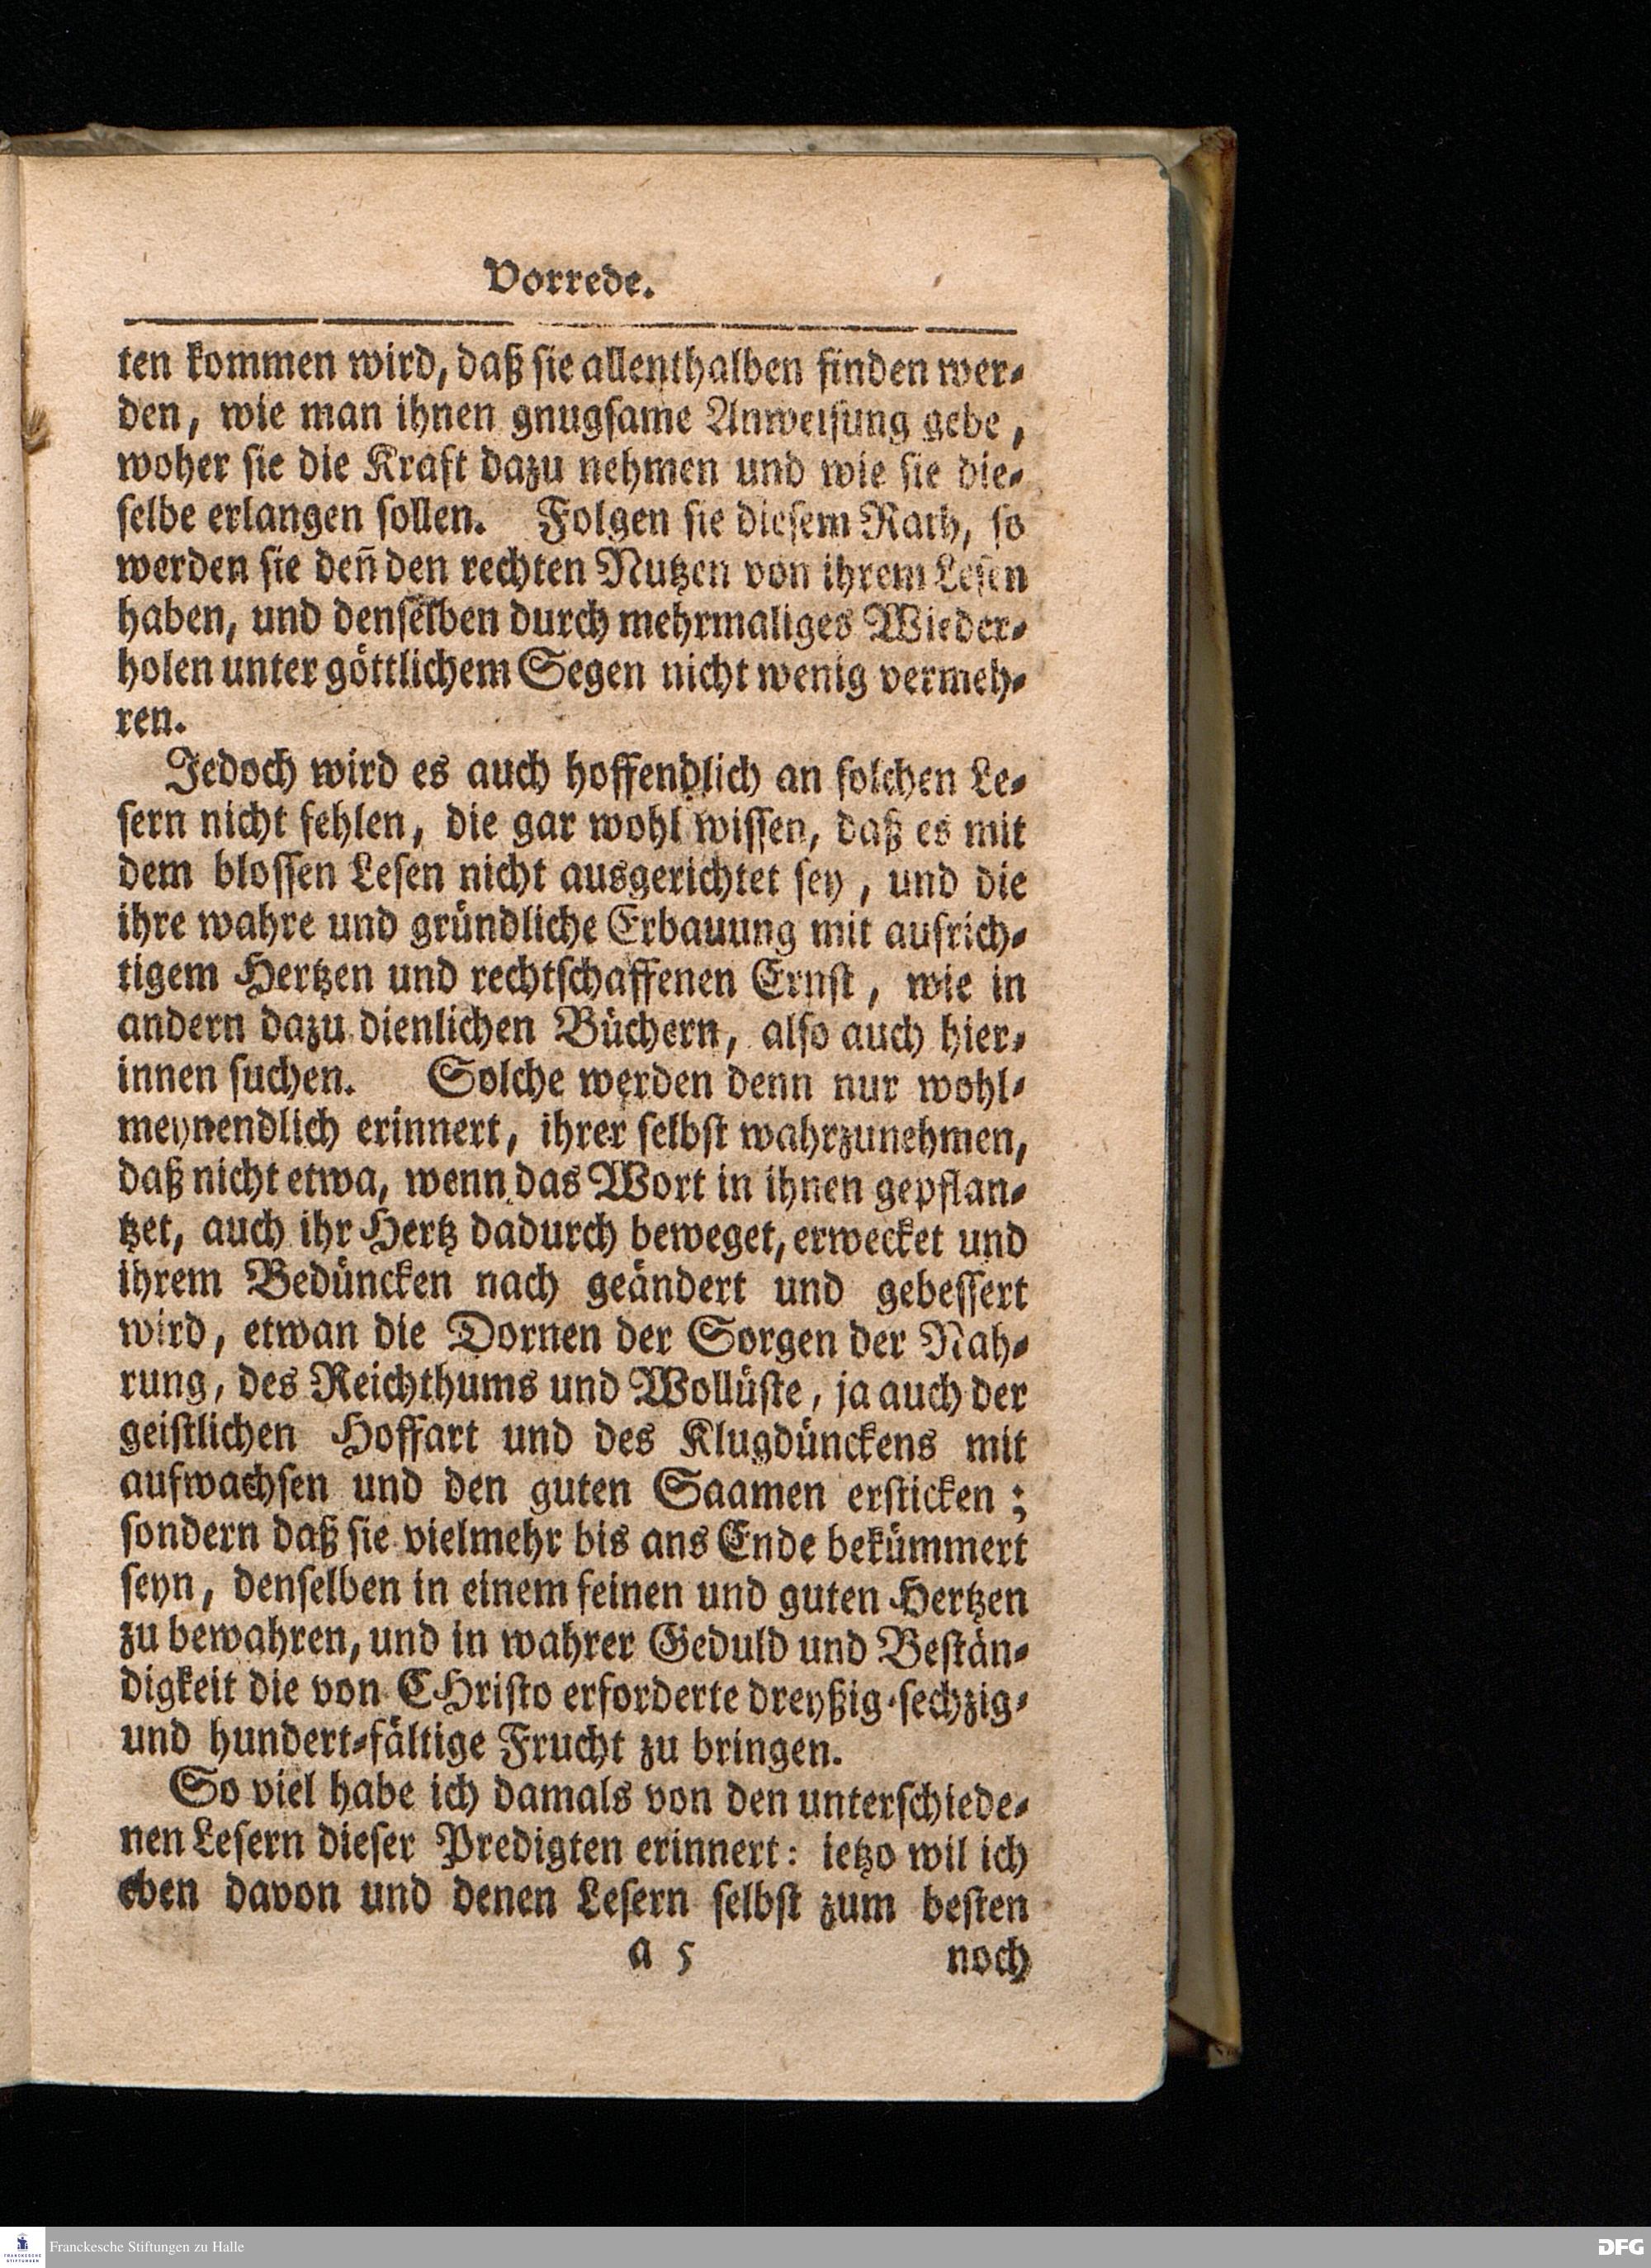 Vorrede.
ten kommen wird, daß sie allenthalben finden wer-
den, wie man ihnen gnugsame Anweisung gebe,
woher sie die Kraft dazu nehmen und wie sie die-
selbe erlangen sollen. Folgen sie diesem Rath, so
werden sie deñ den rechten Nutzen von ihrem Lesen
haben, und denselben durch mehrmaliges Wieder-
holen unter göttlichem Segen nicht wenig vermeh-
ren.
Jedoch wird es auch hoffendlich an solchen Le-
sern nicht fehlen, die gar wohl wissen, daß es mit
dem blossen Lesen nicht ausgerichtet sey, und die
ihre wahre und gründliche Erbauung mit aufrich-
tigem Hertzen und rechtschaffenen Ernst, wie in
andern dazu dienlichen Büchern, also auch hier-
innen suchen. Solche werden denn nur wohl-
meynendlich erinnert, ihrer selbst wahrzunehmen,
daß nicht etwa, wenn das Wort in ihnen gepflan-
tzet, auch ihr Hertz dadurch beweget, erwecket und
ihrem Bedüncken nach geändert und gebessert
wird, etwan die Dornen der Sorgen der Nah-
rung, des Reichthums und Wollüste, ja auch der
geistlichen Hoffart und des Klugdünckens mit
aufwachsen und den guten Saamen ersticken;
sondern daß sie vielmehr bis ans Ende bekümmert
seyn, denselben in einem feinen und guten Hertzen
zu bewahren, und in wahrer Geduld und Bestän-
digkeit die von CHristo erforderte dreyßig-sechzig-
und hundert-fältige Frucht zu bringen.
So viel habe ich damals von den unterschiede-
nen Lesern dieser Predigten erinnert: ietzo wil ich
eben davon und denen Lesern selbst zum besten
a 5 noch
FRANCKESCHE STIFTUNGEN
Franckesche Stiftungen zu Halle
DFG